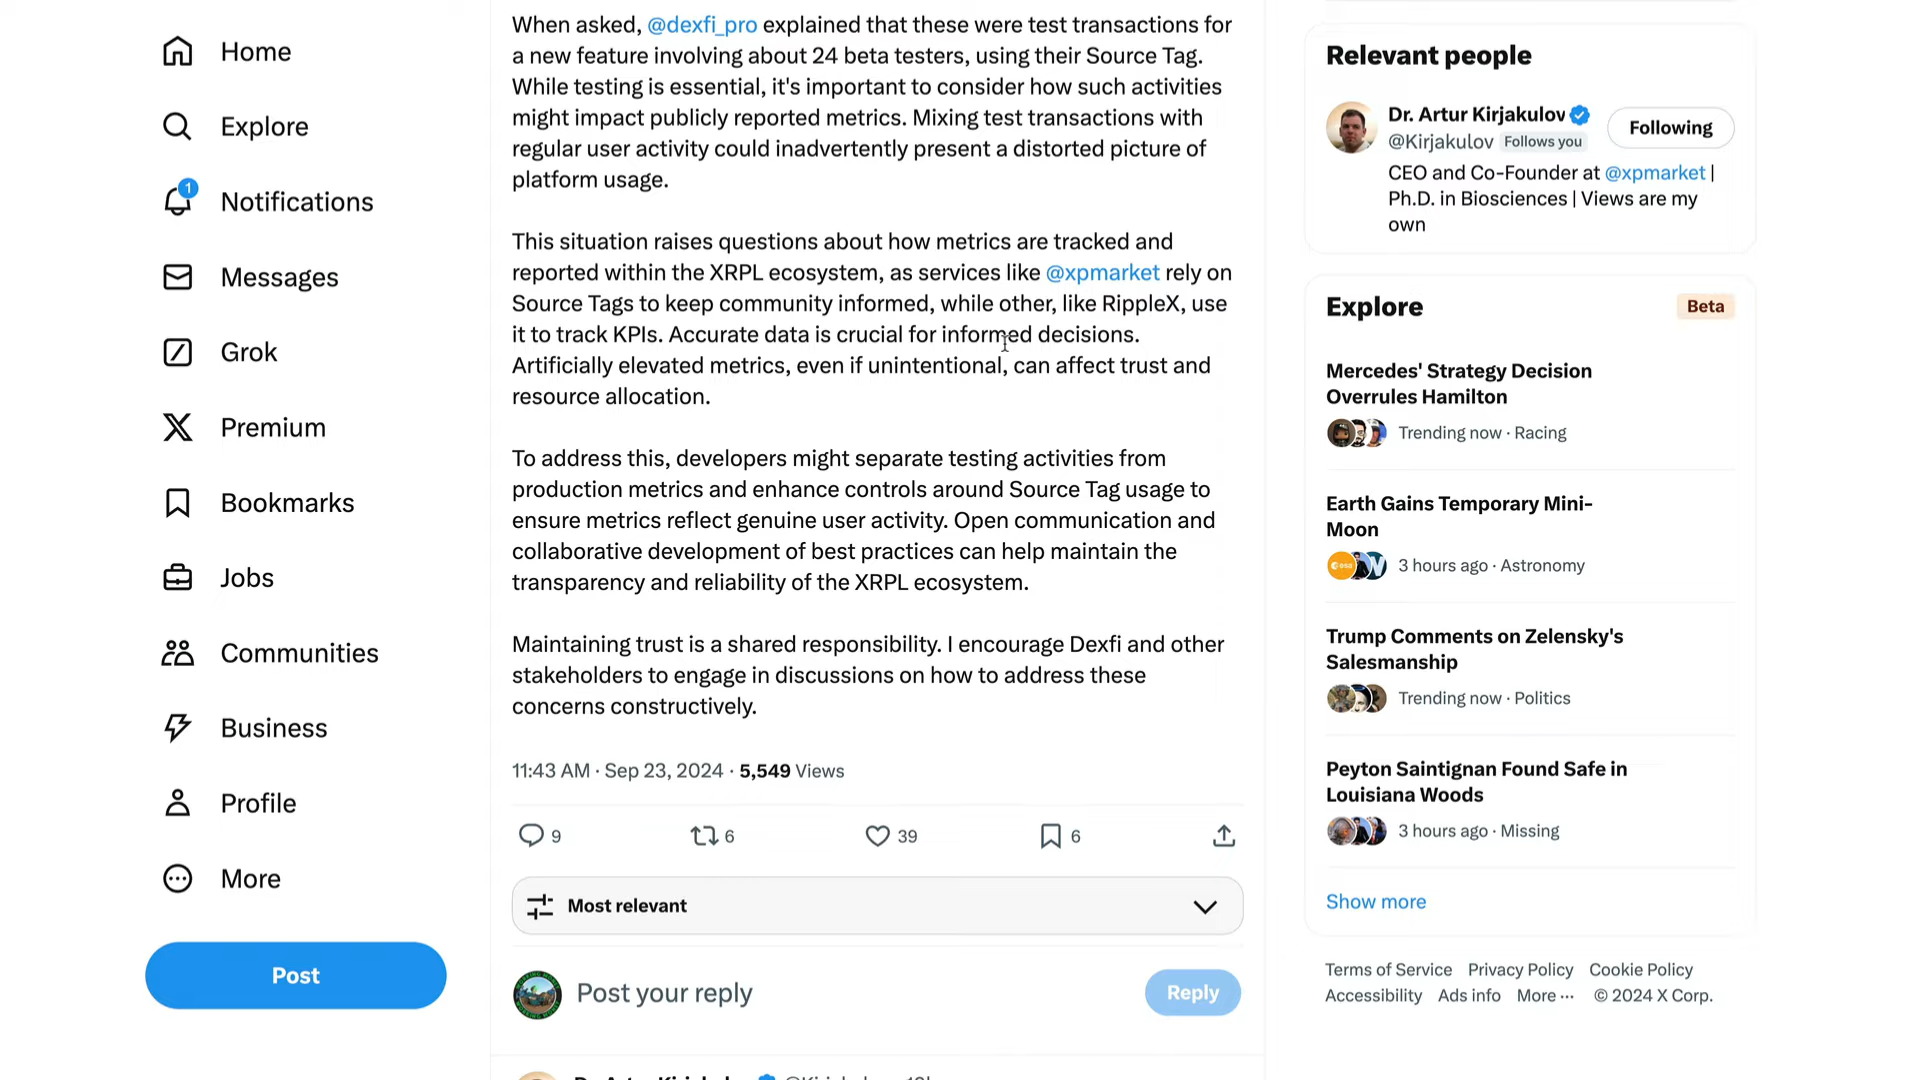 Home
Explore
1
Notifications
Messages
Grok
Premium
Bookmarks
Jobs
Communities
Business
Profile
More
Post
When asked, @dexfi_pro explained that these were test transactions for
a new feature involving about 24 beta testers, using their Source Tag.
While testing is essential, it's important to consider how such activities
might impact publicly reported metrics. Mixing test transactions with
regular user activity could inadvertently present a distorted picture of
platform usage.
This situation raises questions about how metrics are tracked and
reported within the XRPL ecosystem, as services like @xpmarket rely on
Source Tags to keep community informed, while other, like RippleX, use
it to track KPIs. Accurate data is crucial for informed decisions.
Artificially elevated metrics, even if unintentional, can affect trust and
resource allocation.
To address this, developers might separate testing activities from
production metrics and enhance controls around Source Tag usage to
ensure metrics reflect genuine user activity. Open communication and
collaborative development of best practices can help maintain the
transparency and reliability of the XRPL ecosystem.
Maintaining trust is a shared responsibility. I encourage Dexfi and other
stakeholders to engage in discussions on how to address these
concerns constructively.
11:43 AM · Sep 23, 2024 · 5,549 Views
9 6 39 6
Most relevant
Post your reply
Reply
Relevant people
Dr. Artur Kirjakulov
@Kirjakulov Follows you
Following
CEO and Co-Founder at @xpmarket |
Ph.D. in Biosciences | Views are my
own
Explore
Beta
Mercedes' Strategy Decision
Overrules Hamilton
Trending now · Racing
Earth Gains Temporary Mini-
Moon
3 hours ago · Astronomy
Trump Comments on Zelensky's
Salesmanship
Trending now · Politics
Peyton Saintignan Found Safe in
Louisiana Woods
3 hours ago · Missing
Show more
Terms of Service Privacy Policy Cookie Policy
Accessibility Ads info More ··· © 2024 X Corp.